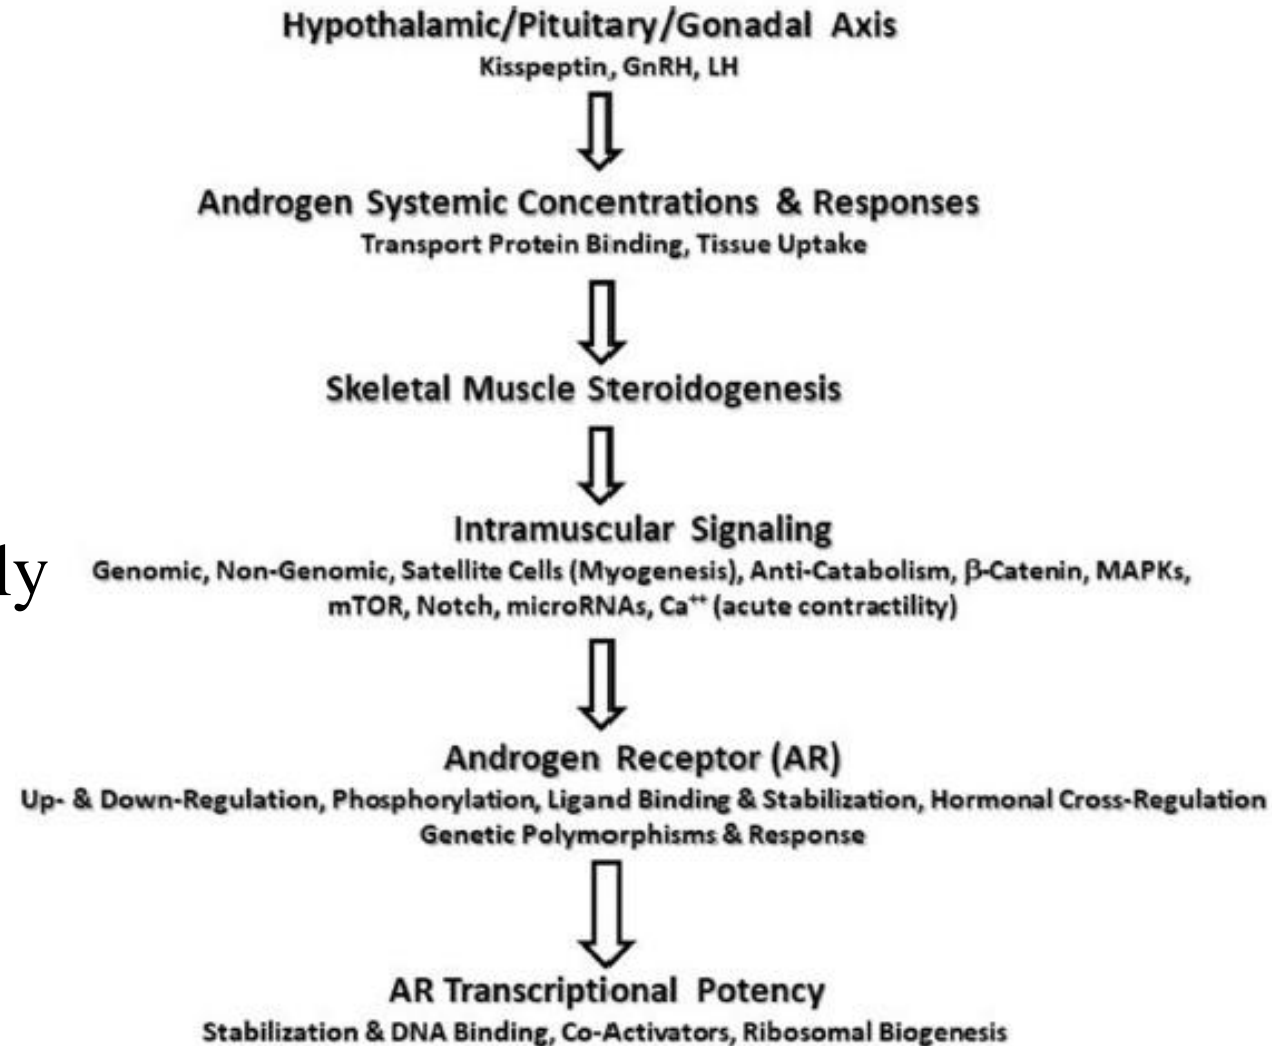 Hypothalamic/Pituitary/Gonadal Axis
Kisspeptin, GnRH, LH
Androgen Systemic Concentrations & Responses
Transport Protein Binding, Tissue Uptake
Skeletal Muscle Steroidogenesis
Intramuscular Signaling
Genomic, Non-Genomic, Satellite Cells (Myogenesis), Anti-Catabolism, β-Catenin, MAPKs,
mTOR, Notch, microRNAs, Ca⁺⁺ (acute contractility)
Androgen Receptor (AR)
Up- & Down-Regulation, Phosphorylation, Ligand Binding & Stabilization, Hormonal Cross-Regulation
Genetic Polymorphisms & Response
AR Transcriptional Potency
Stabilization & DNA Binding, Co-Activators, Ribosomal Biogenesis